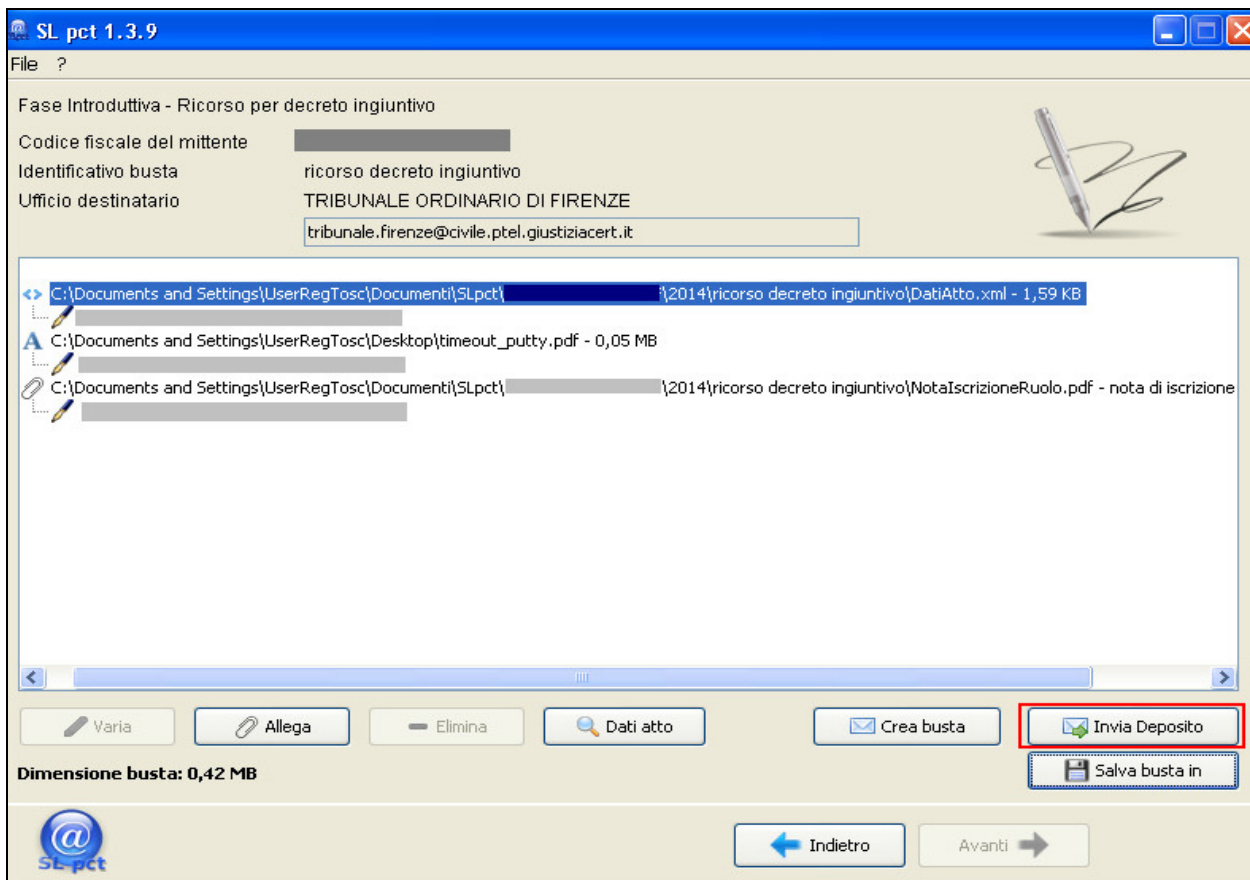 SL pct 1.3.9
File ?
Fase Introduttiva - Ricorso per decreto ingiuntivo
Codice fiscale del mittente
Identificativo busta ricorso decreto ingiuntivo
Ufficio destinatario TRIBUNALE ORDINARIO DI FIRENZE
tribunale.firenze@civile.ptel.giustiziacert.it
C:\Documents and Settings\UserRegTosc\Documenti\SLpct\ \2014\ricorso decreto ingiuntivo\DatiAtto.xml - 1,59 KB
A C:\Documents and Settings\UserRegTosc\Desktop\timeout_putty.pdf - 0,05 MB
C:\Documents and Settings\UserRegTosc\Documenti\SLpct\ \2014\ricorso decreto ingiuntivo\NotaIscrizioneRuolo.pdf - nota di iscrizione
Varia Allega Elimina Dati atto Crea busta Invia Deposito
Dimensione busta: 0,42 MB Salva busta in
@ SL pct Indietro Avanti